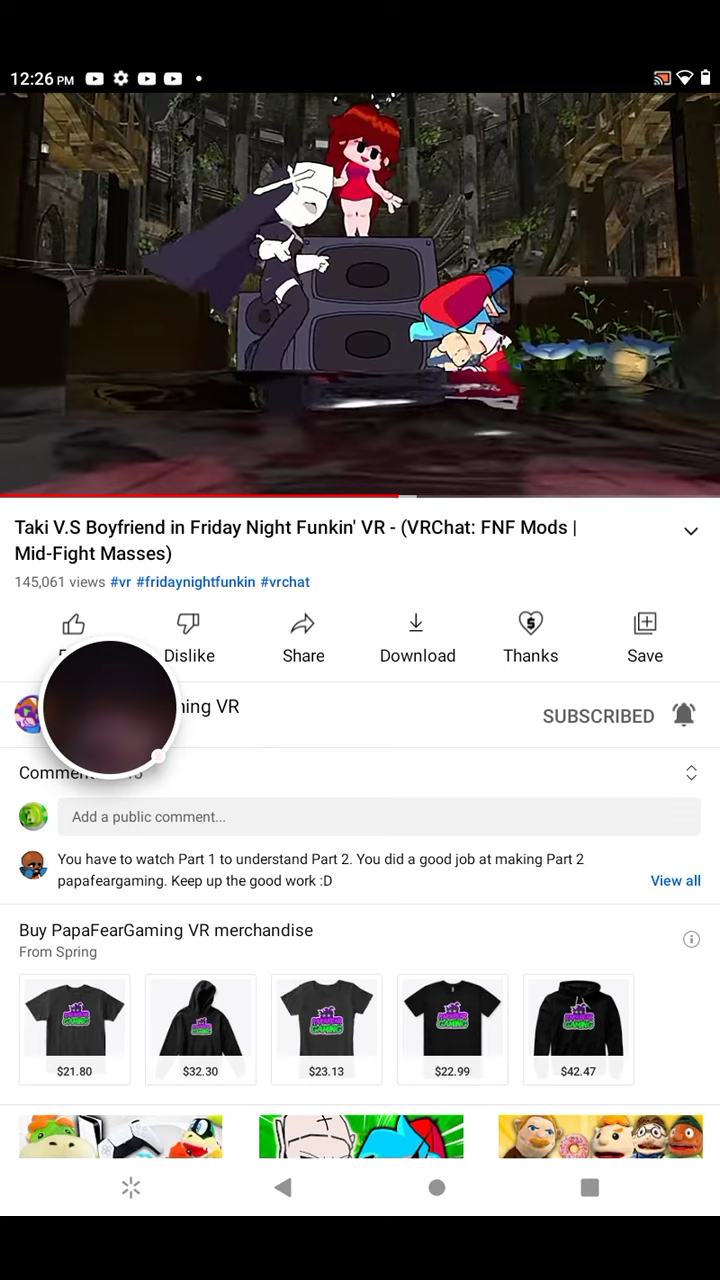 12:26 PM
Taki V.S Boyfriend in Friday Night Funkin' VR - (VRChat: FNF Mods |
Mid-Fight Masses)
145,061 views #vr #fridaynightfunkin #vrchat
Dislike Share Download Thanks Save
VR
SUBSCRIBED
Add a public comment...
You have to watch Part 1 to understand Part 2. You did a good job at making Part 2
papafeargaming. Keep up the good work :D
View all
Buy PapaFearGaming VR merchandise
From Spring
$21.80 $32.30 $23.13 $22.99 $42.47